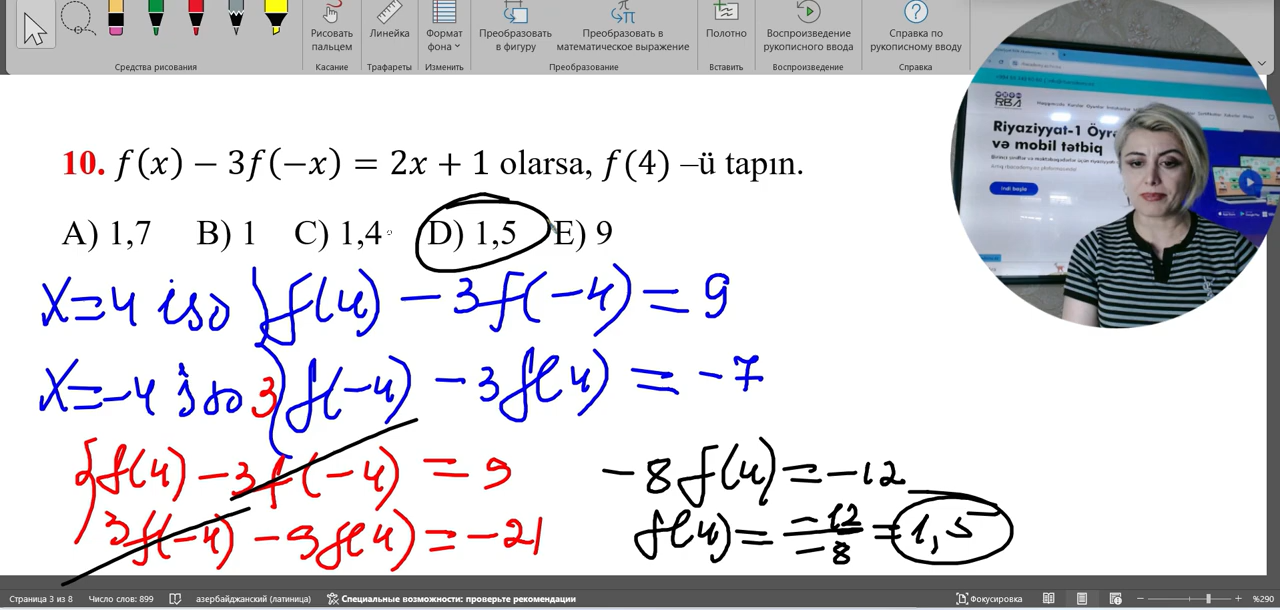 Рисовать пальцем
Линейка
Формат фона
Преобразовать в фигуру
Преобразовать в математическое выражение
Полотно
Воспроизведение рукописного ввода
Справка по рукописному вводу
Средства рисования
Касание
Трафареты
Изменить
Преобразование
Вставить
Воспроизведение
Справка
RBA
Riyaziyyat-1 Öyrə
və mobil tətbiq
İndi başla
10. f(x) − 3f(−x) = 2x + 1 olarsa, f(4) −ü tapın.
A) 1,7 B) 1 C) 1,4 D) 1,5 E) 9
x=4 isə f(4) − 3f(−4) = 9
x=−4 isə 3) f(−4) − 3f(4) = −7
{f(4) − 3f(−4) = 9
3f(−4) − 9f(4) = −21
−8f(4) = −12
f(4) = −12/−8 = 1,5
Страница 3 из 8 Число слов: 899 азербайджанский (латиница) Специальные возможности: проверьте рекомендации Фокусировка %290